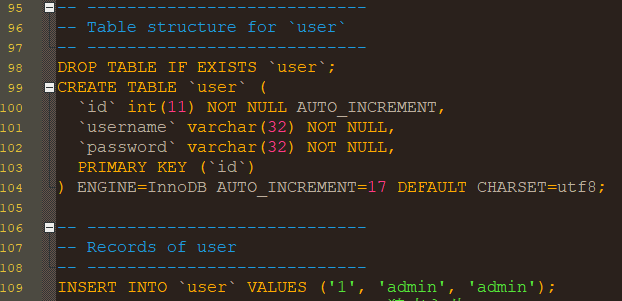 95 -- ----------------------------
96 -- Table structure for `user`
97 -- ----------------------------
98 DROP TABLE IF EXISTS `user`;
99 CREATE TABLE `user` (
100   `id` int(11) NOT NULL AUTO_INCREMENT,
101   `username` varchar(32) NOT NULL,
102   `password` varchar(32) NOT NULL,
103   PRIMARY KEY (`id`)
104 ) ENGINE=InnoDB AUTO_INCREMENT=17 DEFAULT CHARSET=utf8;
105
106 -- ----------------------------
107 -- Records of user
108 -- ----------------------------
109 INSERT INTO `user` VALUES ('1', 'admin', 'admin');